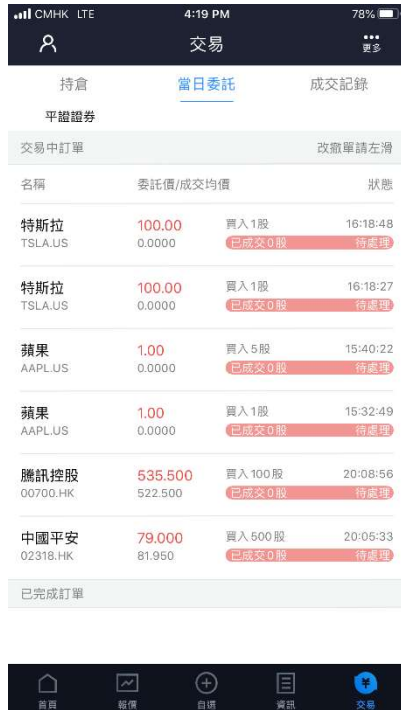 CMHK LTE 4:19 PM 78%
交易 更多
持倉 當日委託 成交記錄
平證證券
交易中訂單 改撤單請左滑
名稱 委託價/成交均價 狀態
特斯拉 100.00 買入1股 16:18:48
TSLA.US 0.0000 已成交0股 待處理
特斯拉 100.00 買入1股 16:18:27
TSLA.US 0.0000 已成交0股 待處理
蘋果 1.00 買入5股 15:40:22
AAPL.US 0.0000 已成交0股 待處理
蘋果 1.00 買入1股 15:32:49
AAPL.US 0.0000 已成交0股 待處理
騰訊控股 535.500 買入100股 20:08:56
00700.HK 522.500 已成交0股 待處理
中國平安 79.000 買入500股 20:05:33
02318.HK 81.950 已成交0股 待處理
已完成訂單
首頁 報價 自選 資訊 交易